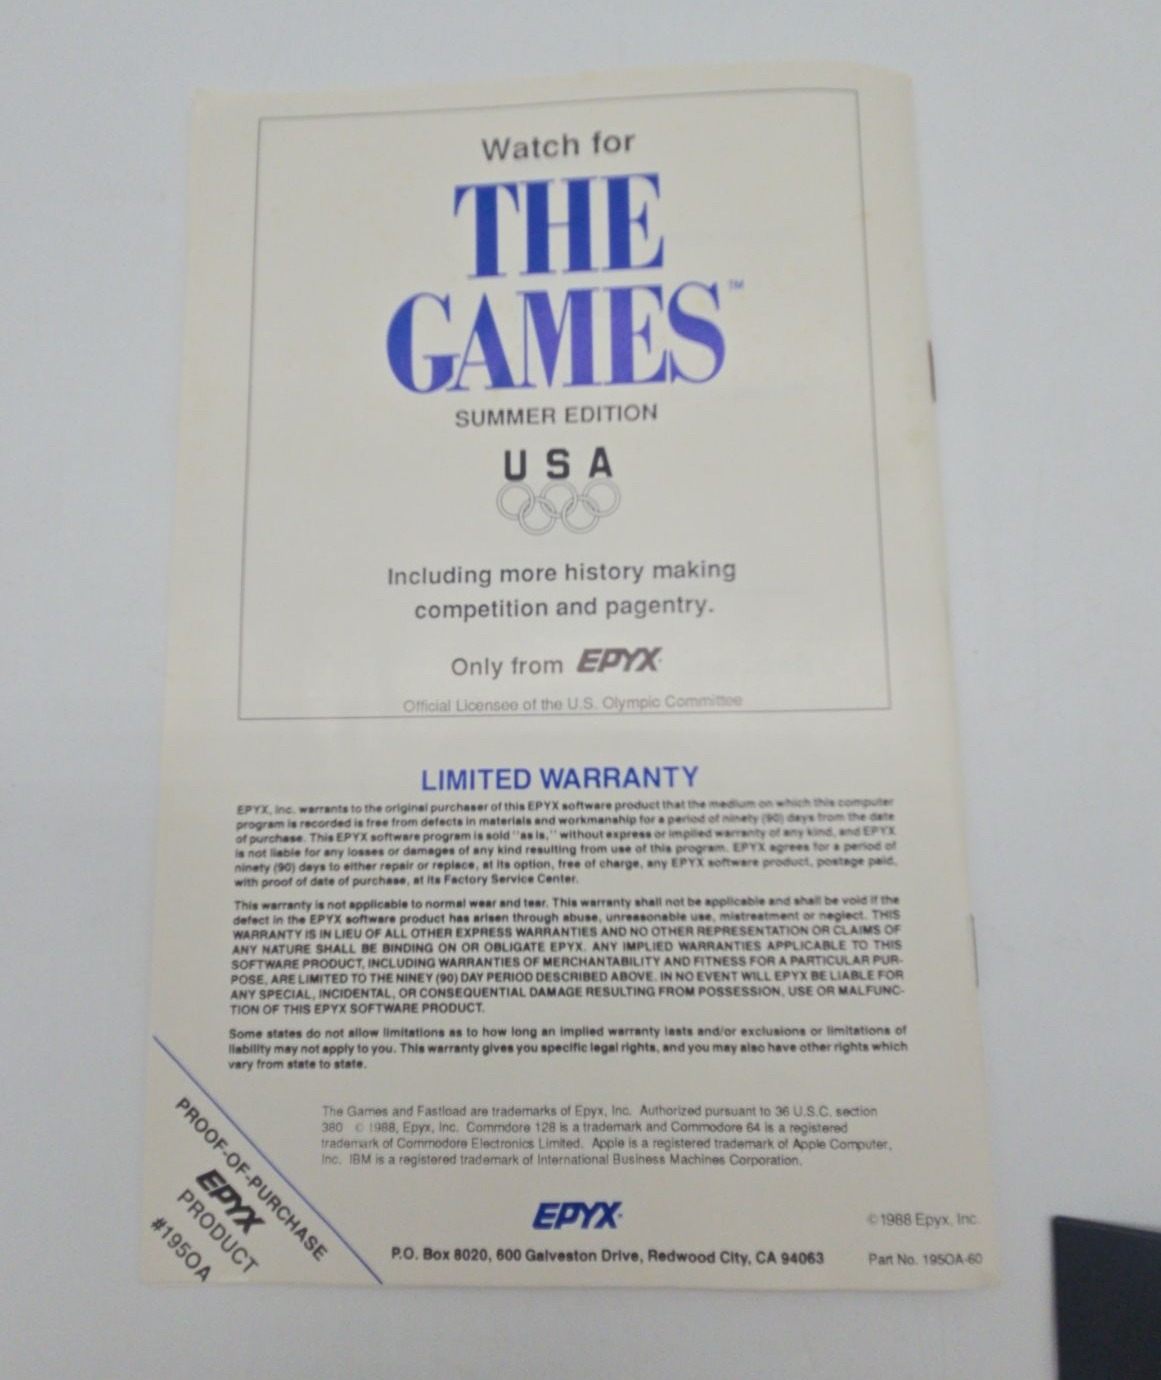 Watch for
THE
GAMES™
SUMMER EDITION
USA
Including more history making
competition and pagentry.
Only from EPYX
Official Licensee of the U.S. Olympic Committee
LIMITED WARRANTY
EPYX, Inc. warrants to the original purchaser of this EPYX software product that the medium on which this computer
program is recorded is free from defects in materials and workmanship for a period of ninety (90) days from the date
of purchase. This EPYX software program is sold "as is," without express or implied warranty of any kind, and EPYX
is not liable for any losses or damages of any kind resulting from use of this program. EPYX agrees for a period of
ninety (90) days to either repair or replace, at its option, free of charge, any EPYX software product, postage paid,
with proof of date of purchase, at its Factory Service Center.
This warranty is not applicable to normal wear and tear. This warranty shall not be applicable and shall be void if the
defect in the EPYX software product has arisen through abuse, unreasonable use, mistreatment or neglect. THIS
WARRANTY IS IN LIEU OF ALL OTHER EXPRESS WARRANTIES AND NO OTHER REPRESENTATION OR CLAIMS OF
ANY NATURE SHALL BE BINDING ON OR OBLIGATE EPYX. ANY IMPLIED WARRANTIES APPLICABLE TO THIS
SOFTWARE PRODUCT, INCLUDING WARRANTIES OF MERCHANTABILITY AND FITNESS FOR A PARTICULAR PUR-
POSE, ARE LIMITED TO THE NINEY (90) DAY PERIOD DESCRIBED ABOVE. IN NO EVENT WILL EPYX BE LIABLE FOR
ANY SPECIAL, INCIDENTAL, OR CONSEQUENTIAL DAMAGE RESULTING FROM POSSESSION, USE OR MALFUNC-
TION OF THIS EPYX SOFTWARE PRODUCT.
Some states do not allow limitations as to how long an implied warranty lasts and/or exclusions or limitations of
liability may not apply to you. This warranty gives you specific legal rights, and you may also have other rights which
vary from state to state.
The Games and Fastload are trademarks of Epyx, Inc. Authorized pursuant to 36 U.S.C. section
380 © 1988, Epyx, Inc. Commdore 128 is a trademark and Commodore 64 is a registered
trademark of Commodore Electronics Limited. Apple is a registered trademark of Apple Computer,
Inc. IBM is a registered trademark of International Business Machines Corporation.
PROOF-OF-PURCHASE
EPYX
PRODUCT
#195OA
EPYX
©1988 Epyx, Inc.
P.O. Box 8020, 600 Galveston Drive, Redwood City, CA 94063
Part No. 195OA-60